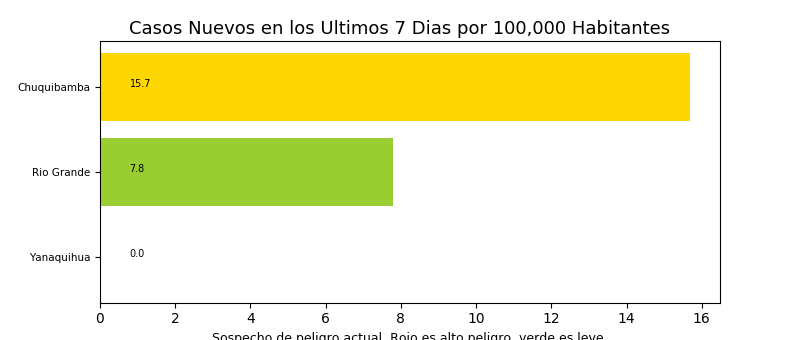 Casos Nuevos en los Ultimos 7 Dias por 100,000 Habitantes
Chuquibamba
15.7
Rio Grande
7.8
Yanaquihua
0.0
0 2 4 6 8 10 12 14 16
Sospecho de peligro actual. Rojo es alto peligro, verde es leve